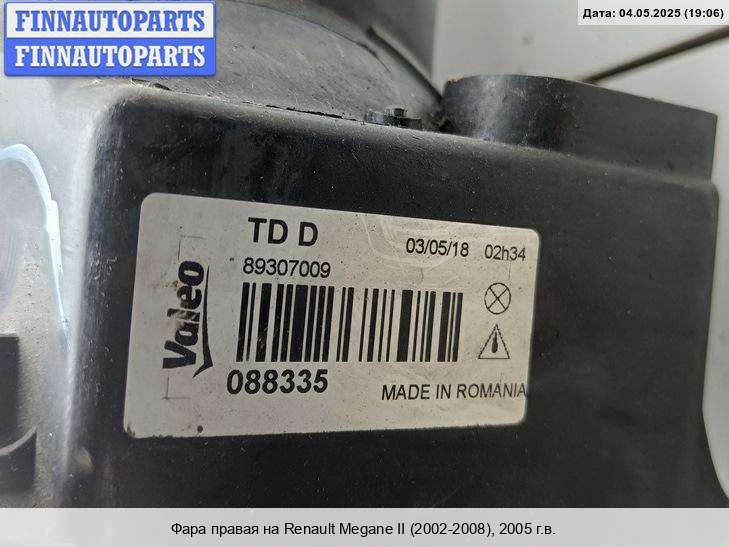 FINNAUTOPARTS
FINNAUTOPARTS
Дата: 04.05.2025 (19:06)
TD D
03/05/18 02h34
89307009
Valeo
088335
MADE IN ROMANIA
Фара правая на Renault Megane II (2002-2008), 2005 г.в.